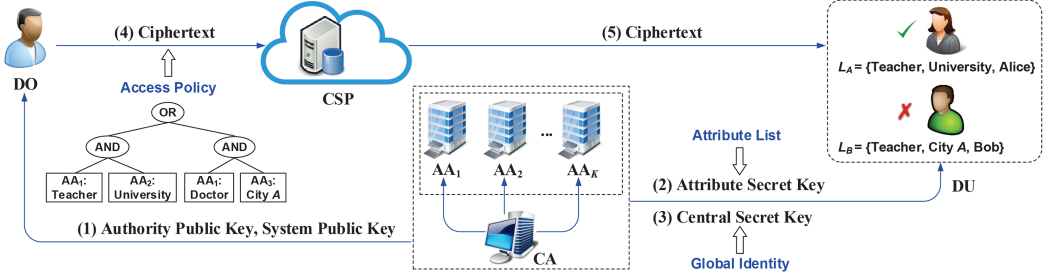 (4) Ciphertext
(5) Ciphertext
DO
CSP
Access Policy
OR
AND
AND
AA1:
Teacher
AA2:
University
AA1:
Doctor
AA3:
City A
(1) Authority Public Key, System Public Key
AA1
AA2
...
AAK
CA
Attribute List
(2) Attribute Secret Key
(3) Central Secret Key
Global Identity
LA = {Teacher, University, Alice}
LB = {Teacher, City A, Bob}
DU